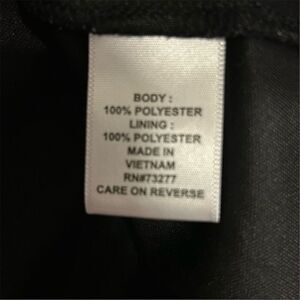 BODY :
100% POLYESTER
LINING :
100% POLYESTER
MADE IN
VIETNAM
RN#73277
CARE ON REVERSE